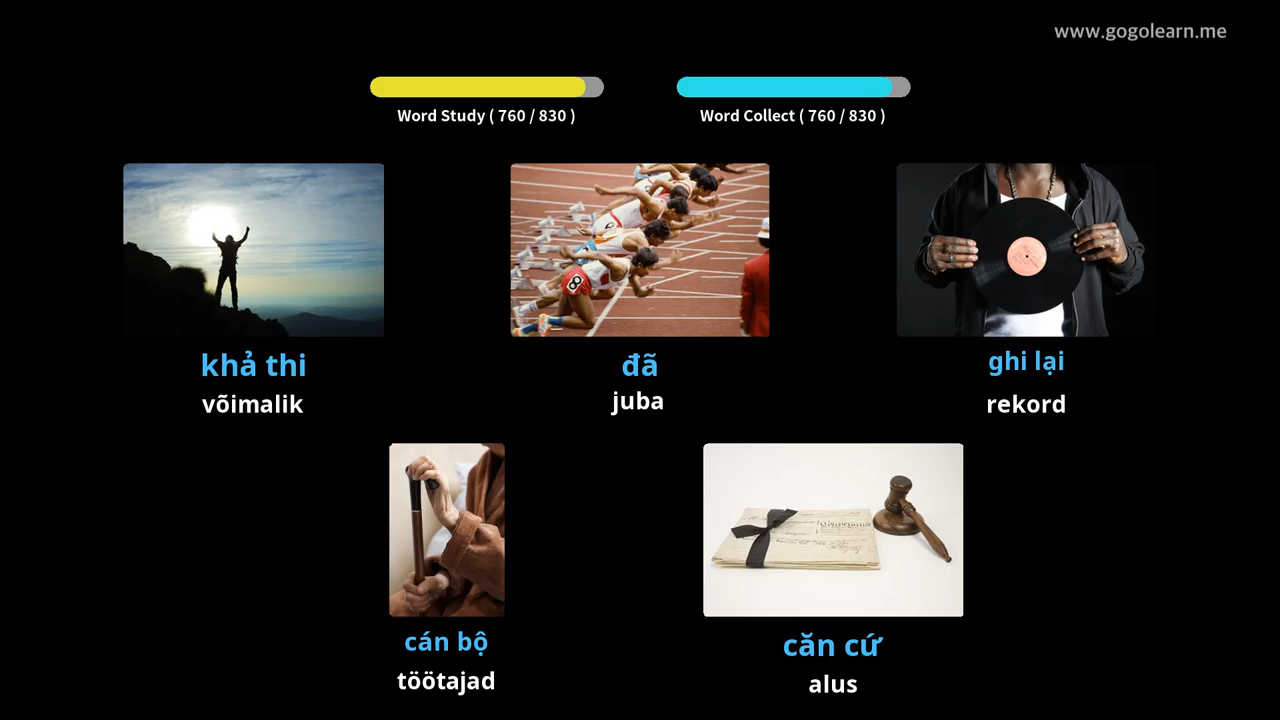 www.gogolearn.me
Word Study ( 760 / 830 )
Word Collect ( 760 / 830 )
khả thi
võimalik
đã
juba
ghi lại
rekord
cán bộ
töötajad
căn cứ
alus